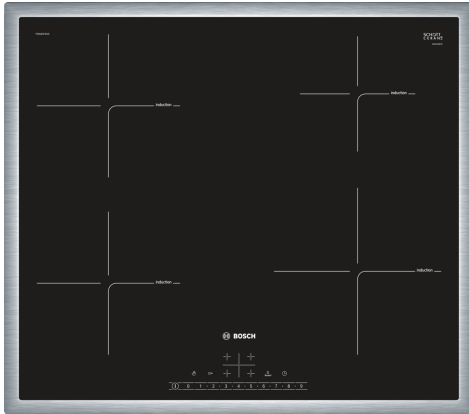 SCHOTT
CERAN®
induction
induction
induction
induction
BOSCH
0 · 1 · 2 · 3 · 4 · 5 · 6 · 7 · 8 · 9